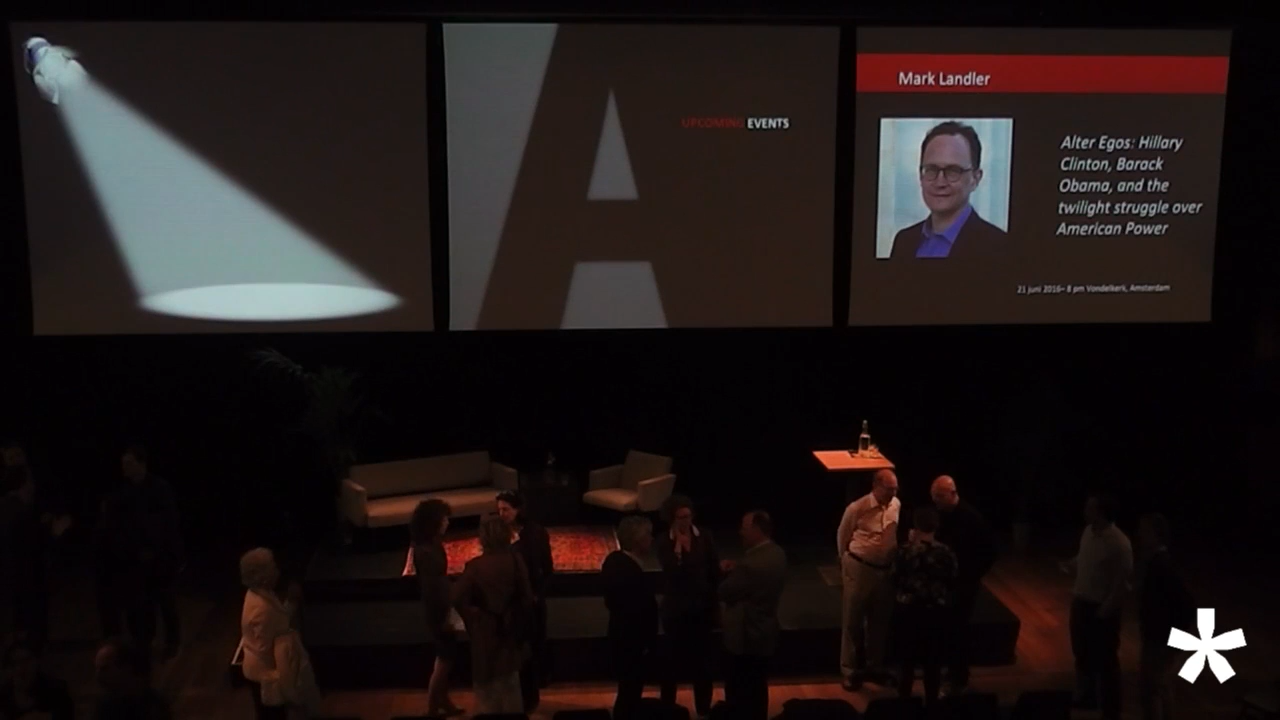 UPCOMING EVENTS
Mark Landler
Alter Egos: Hillary
Clinton, Barack
Obama, and the
twilight struggle over
American Power
21 juni 2016– 8 pm Vondelkerk, Amsterdam